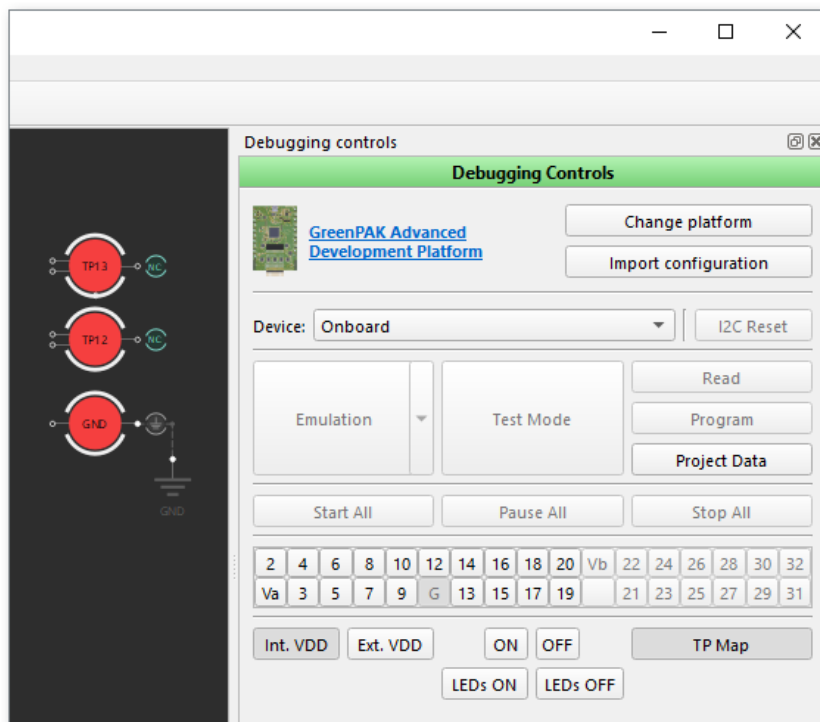 Debugging controls
Debugging Controls
GreenPAK Advanced
Development Platform
Change platform
Import configuration
Device: Onboard I2C Reset
Emulation Test Mode Read
Program
Project Data
Start All Pause All Stop All
2 4 6 8 10 12 14 16 18 20 Vb 22 24 26 28 30 32
Va 3 5 7 9 G 13 15 17 19 21 23 25 27 29 31
Int. VDD Ext. VDD ON OFF TP Map
LEDs ON LEDs OFF
TP13 NC
TP12 NC
GND
GND